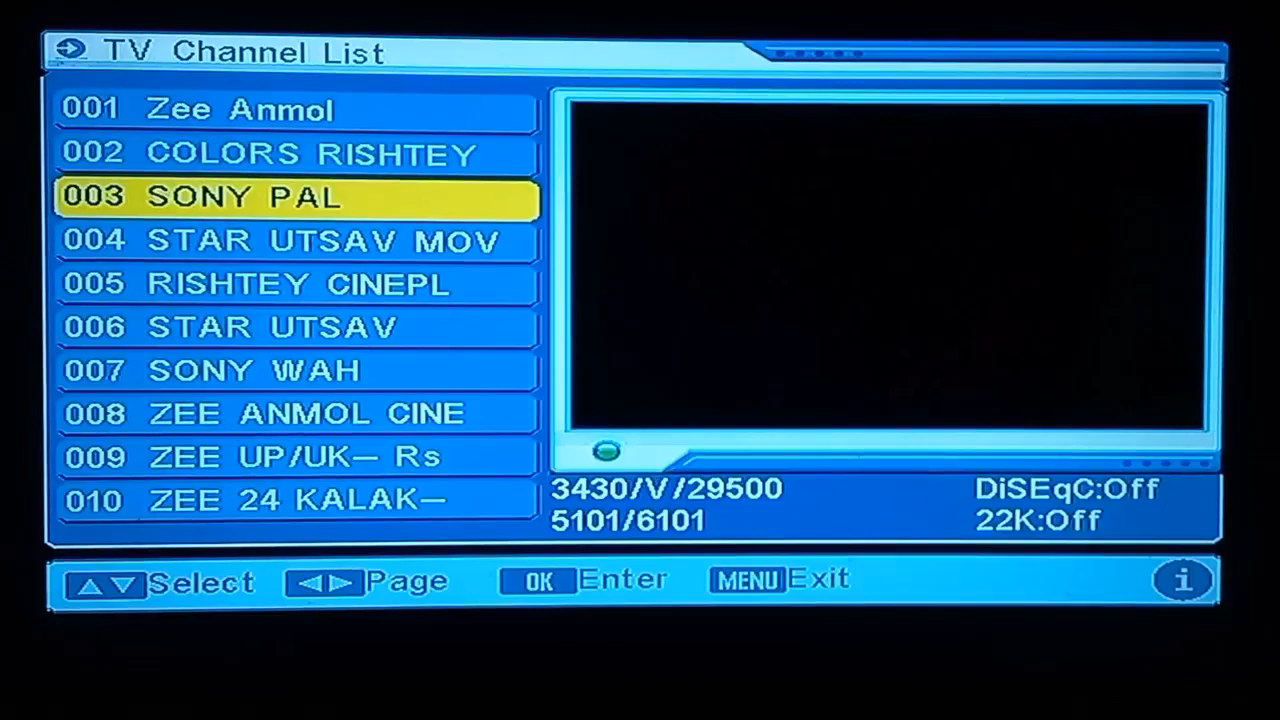 TV Channel List
001 Zee Anmol
002 COLORS RISHTEY
003 SONY PAL
004 STAR UTSAV MOV
005 RISHTEY CINEPL
006 STAR UTSAV
007 SONY WAH
008 ZEE ANMOL CINE
009 ZEE UP/UK– Rs
010 ZEE 24 KALAK–
3430/V/29500 DiSEqC:Off
5101/6101 22K:Off
Select Page OK Enter MENU Exit i